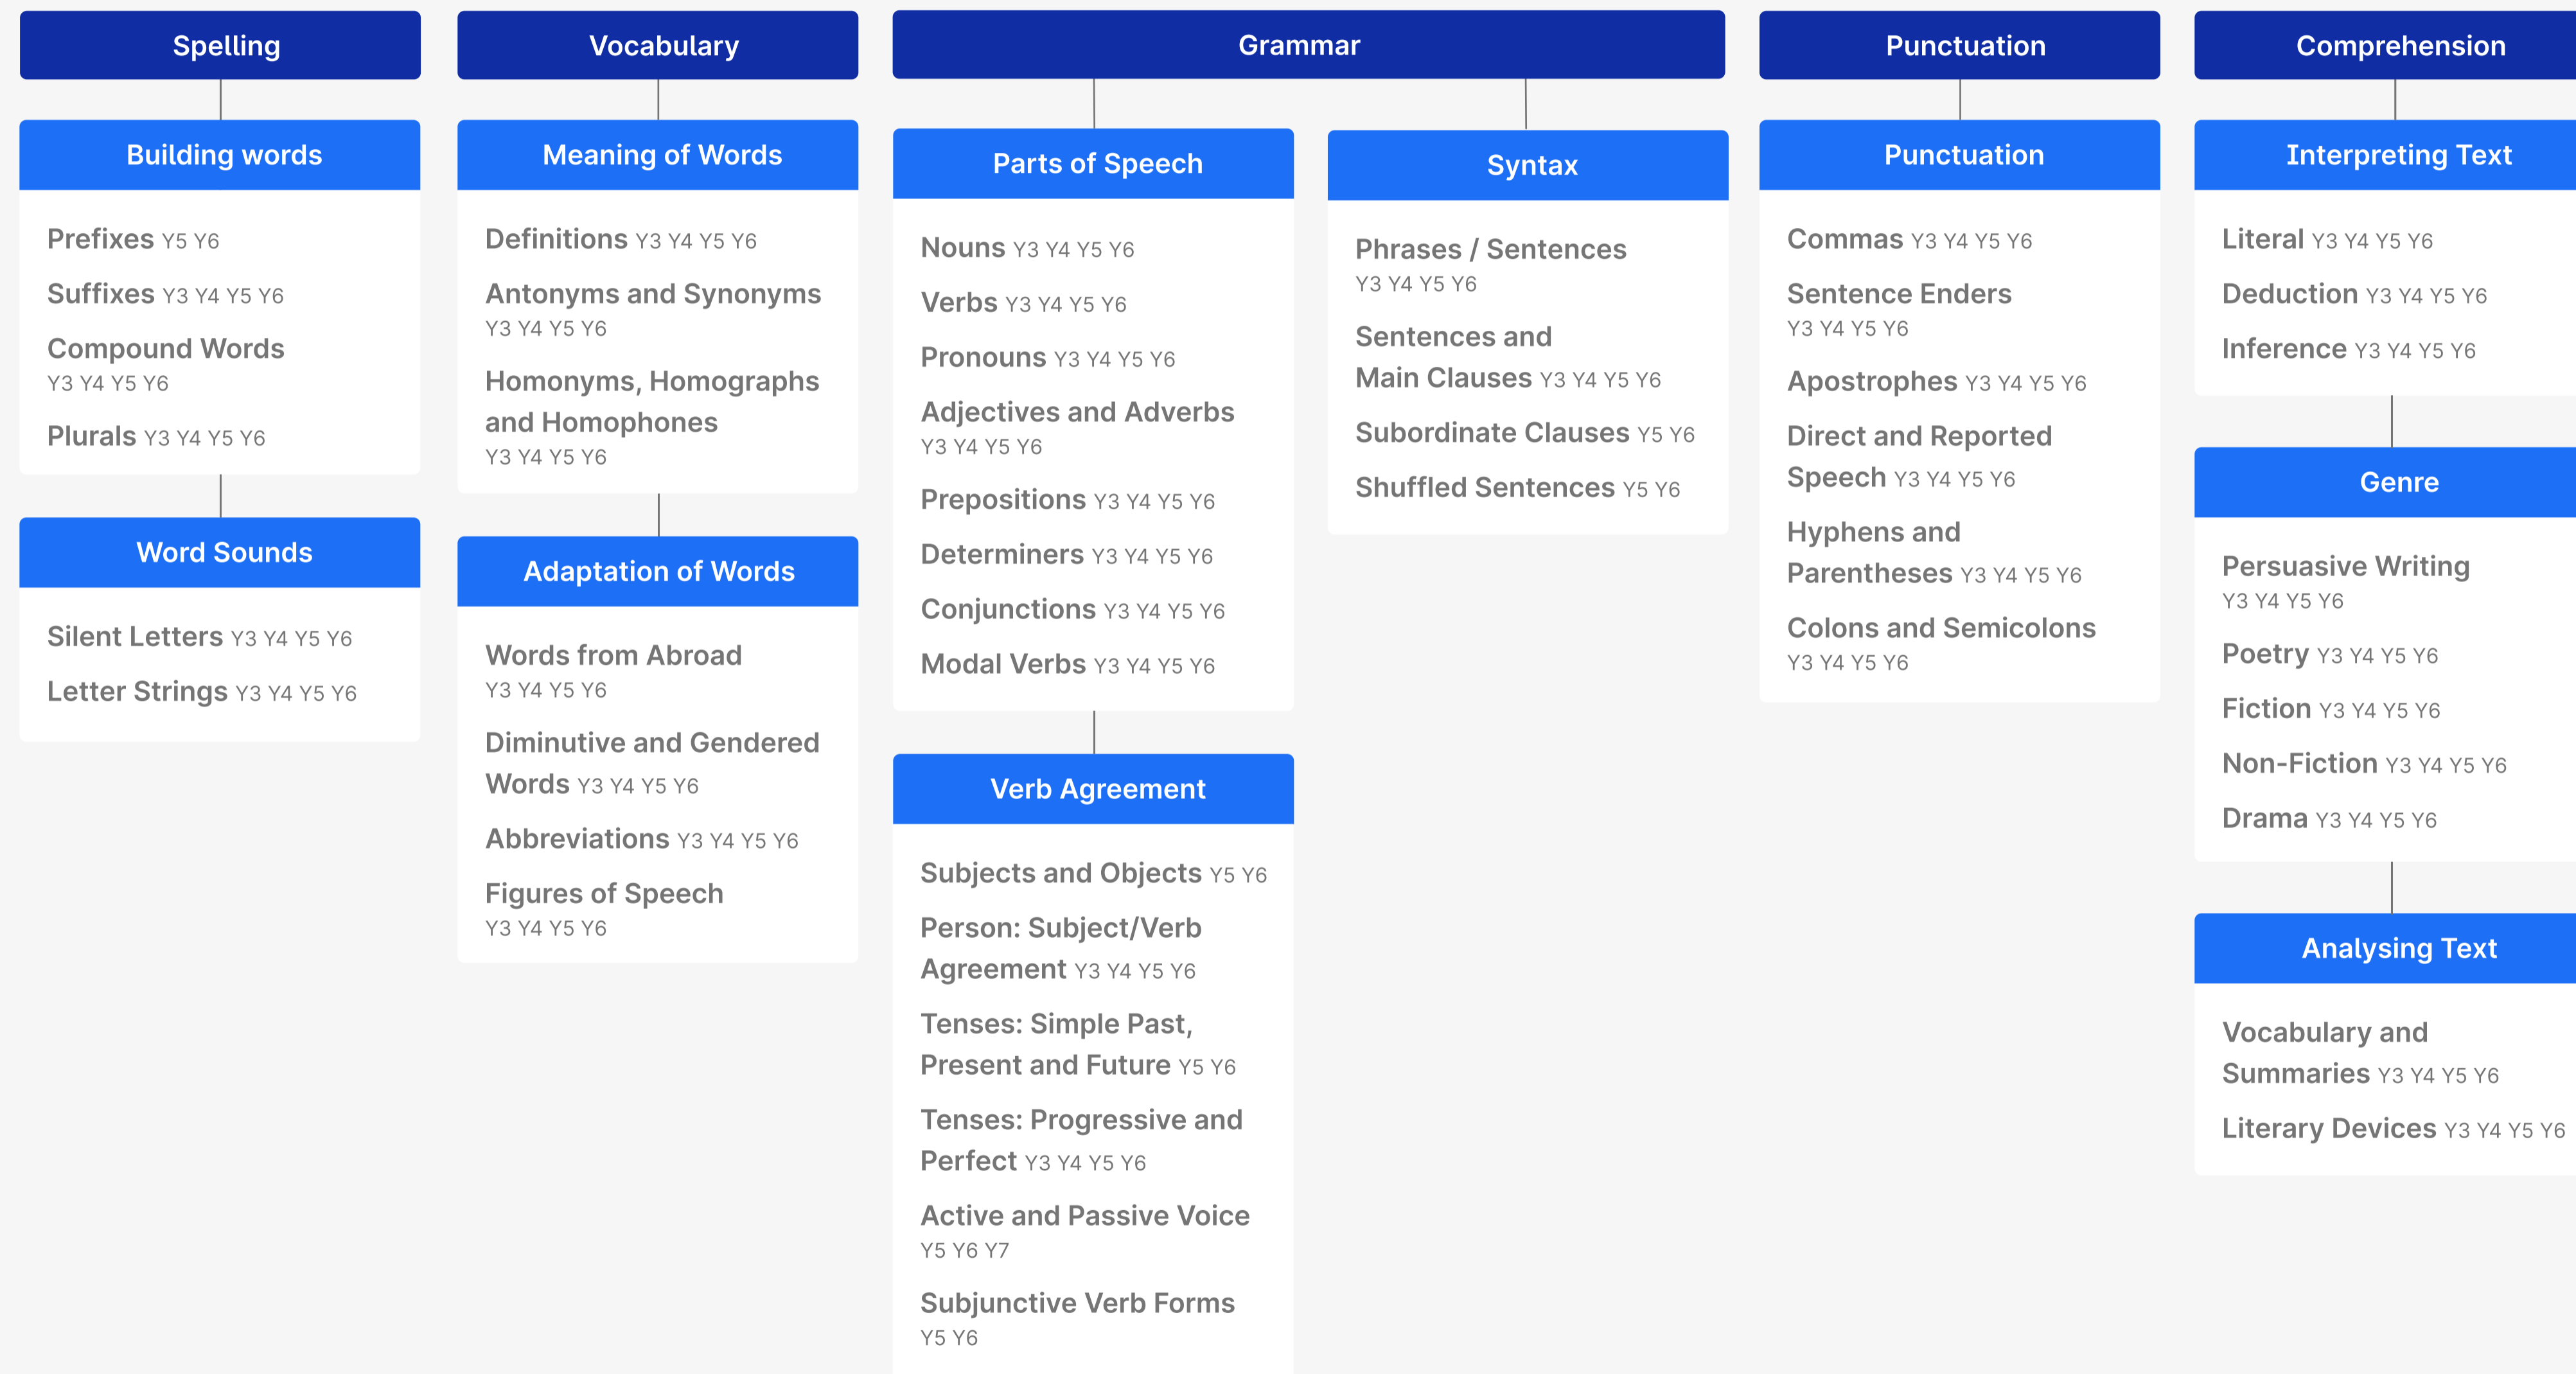 Spelling
Building words
Prefixes Y5 Y6
Suffixes Y3 Y4 Y5 Y6
Compound Words
Y3 Y4 Y5 Y6
Plurals Y3 Y4 Y5 Y6
Word Sounds
Silent Letters Y3 Y4 Y5 Y6
Letter Strings Y3 Y4 Y5 Y6
Vocabulary
Meaning of Words
Definitions Y3 Y4 Y5 Y6
Antonyms and Synonyms
Y3 Y4 Y5 Y6
Homonyms, Homographs
and Homophones
Y3 Y4 Y5 Y6
Adaptation of Words
Words from Abroad
Y3 Y4 Y5 Y6
Diminutive and Gendered
Words Y3 Y4 Y5 Y6
Abbreviations Y3 Y4 Y5 Y6
Figures of Speech
Y3 Y4 Y5 Y6
Grammar
Parts of Speech
Nouns Y3 Y4 Y5 Y6
Verbs Y3 Y4 Y5 Y6
Pronouns Y3 Y4 Y5 Y6
Adjectives and Adverbs
Y3 Y4 Y5 Y6
Prepositions Y3 Y4 Y5 Y6
Determiners Y3 Y4 Y5 Y6
Conjunctions Y3 Y4 Y5 Y6
Modal Verbs Y3 Y4 Y5 Y6
Verb Agreement
Subjects and Objects Y5 Y6
Person: Subject/Verb
Agreement Y3 Y4 Y5 Y6
Tenses: Simple Past,
Present and Future Y5 Y6
Tenses: Progressive and
Perfect Y3 Y4 Y5 Y6
Active and Passive Voice
Y5 Y6 Y7
Subjunctive Verb Forms
Y5 Y6
Syntax
Phrases / Sentences
Y3 Y4 Y5 Y6
Sentences and
Main Clauses Y3 Y4 Y5 Y6
Subordinate Clauses Y5 Y6
Shuffled Sentences Y5 Y6
Punctuation
Punctuation
Commas Y3 Y4 Y5 Y6
Sentence Enders
Y3 Y4 Y5 Y6
Apostrophes Y3 Y4 Y5 Y6
Direct and Reported
Speech Y3 Y4 Y5 Y6
Hyphens and
Parentheses Y3 Y4 Y5 Y6
Colons and Semicolons
Y3 Y4 Y5 Y6
Comprehension
Interpreting Text
Literal Y3 Y4 Y5 Y6
Deduction Y3 Y4 Y5 Y6
Inference Y3 Y4 Y5 Y6
Genre
Persuasive Writing
Y3 Y4 Y5 Y6
Poetry Y3 Y4 Y5 Y6
Fiction Y3 Y4 Y5 Y6
Non-Fiction Y3 Y4 Y5 Y6
Drama Y3 Y4 Y5 Y6
Analysing Text
Vocabulary and
Summaries Y3 Y4 Y5 Y6
Literary Devices Y3 Y4 Y5 Y6